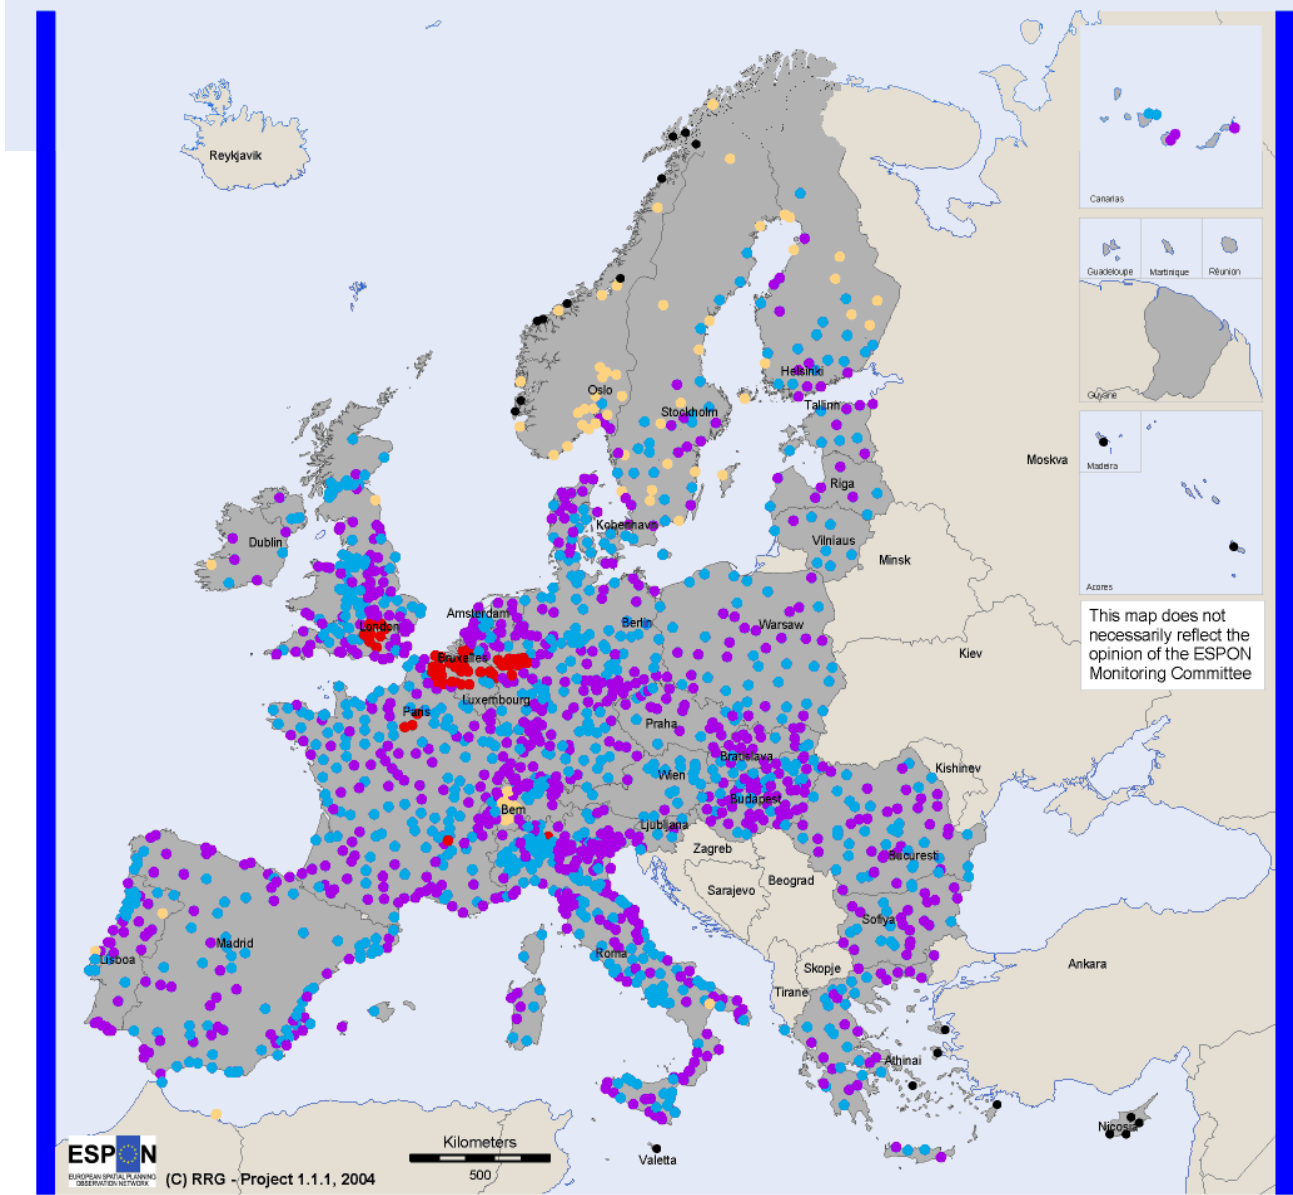 Reykjavik
Canarias
Guadeloupe
Martinique
Réunion
Guyane
Madeira
Acores
This map does not
necessarily reflect the
opinion of the ESPON
Monitoring Committee
Oslo
Helsinki
Stockholm
Tallinn
Moskva
Riga
Kobenhavn
Dublin
Vilniaus
Minsk
Amsterdam
London
Berlin
Warsaw
Bruxelles
Kiev
Luxembourg
Paris
Praha
Bratislava
Kishinev
Wien
Budapest
Bern
Ljubljana
Zagreb
Bucuresti
Beograd
Sarajevo
Sofiya
Madrid
Roma
Lisboa
Skopje
Ankara
Tirane
Athinai
Nicosia
Valetta
Kilometers
500
ESPON
EUROPEAN SPATIAL PLANNING
OBSERVATION NETWORK
(C) RRG - Project 1.1.1, 2004